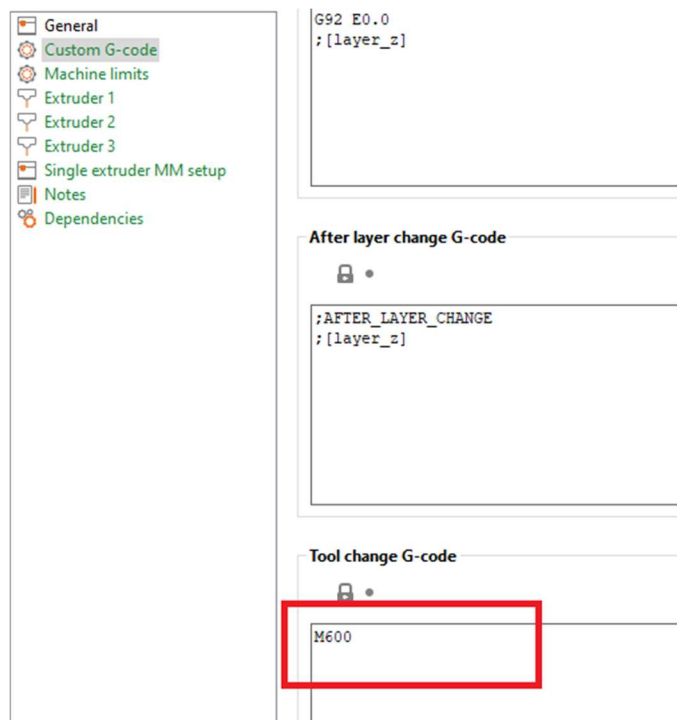 General
Custom G-code
Machine limits
Extruder 1
Extruder 2
Extruder 3
Single extruder MM setup
Notes
Dependencies
G92 E0.0
;[layer_z]
After layer change G-code
;AFTER_LAYER_CHANGE
;[layer_z]
Tool change G-code
M600